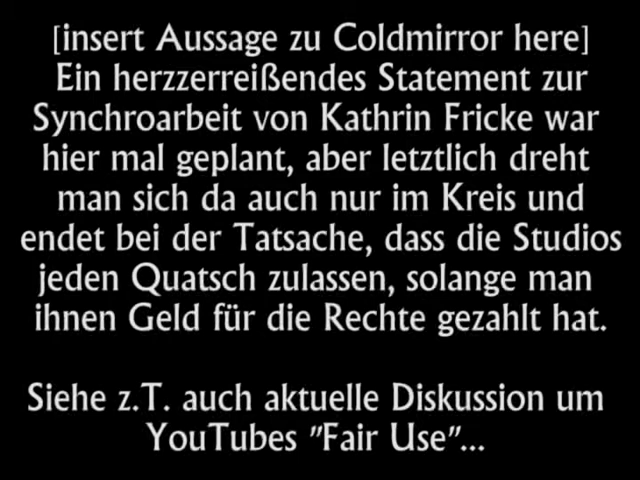 [insert Aussage zu Coldmirror here]
Ein herzzerreißendes Statement zur
Synchroarbeit von Kathrin Fricke war
hier mal geplant, aber letztlich dreht
man sich da auch nur im Kreis und
endet bei der Tatsache, dass die Studios
jeden Quatsch zulassen, solange man
ihnen Geld für die Rechte gezahlt hat.
Siehe z.T. auch aktuelle Diskussion um
YouTubes "Fair Use"...